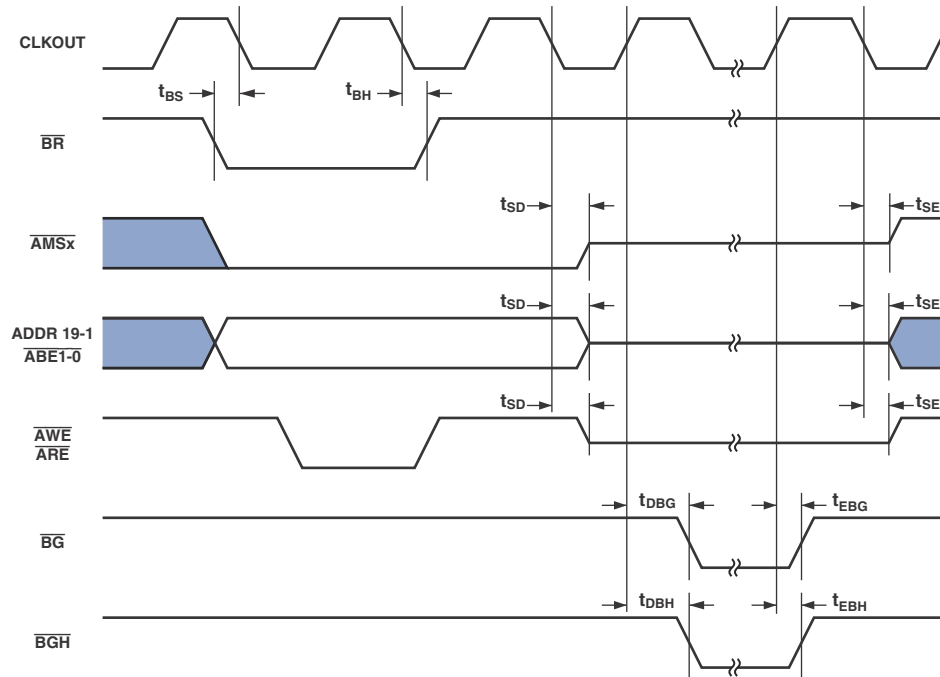 CLKOUT
tBS
tBH
BR
tSD
tSE
AMSx
tSD
tSE
ADDR 19-1
ABE1-0
tSD
tSE
AWE
ARE
tDBG
tEBG
BG
tDBH
tEBH
BGH